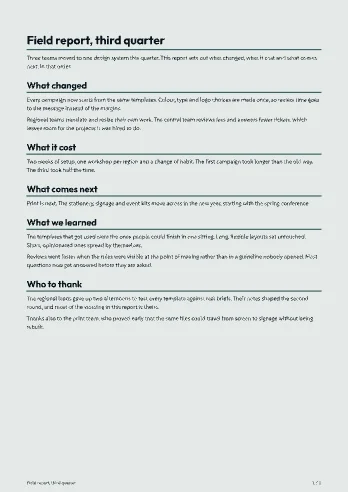 Field report, third quarter
Three teams moved to one design system this quarter. This report sets out what changed, what it cost and what comes
next, in that order.
What changed
Every campaign now starts from the same templates. Colour, type and logo choices are made once, so review time goes
to the message instead of the margins.
Regional teams translate and resize their own work. The central team reviews less and answers fewer tickets, which
leaves room for the projects it was hired to do.
What it cost
Two weeks of setup, one workshop per region and a change of habit. The first campaign took longer than the old way.
The third took half the time.
What comes next
Print is next. The stationery, signage and event kits move across in the new year, starting with the spring conference.
What we learned
The templates that got used were the ones people could finish in one sitting. Long, flexible layouts sat untouched.
Short, opinionated ones spread by themselves.
Reviews went faster when the rules were visible at the point of making rather than in a guideline nobody opened. Most
questions now get answered before they are asked.
Who to thank
The regional leads gave up two afternoons to test every template against real briefs. Their notes shaped the second
round, and most of the wording in this report is theirs.
Thanks also to the print team, who proved early that the same files could travel from screen to signage without being
rebuilt.
Field report, third quarter